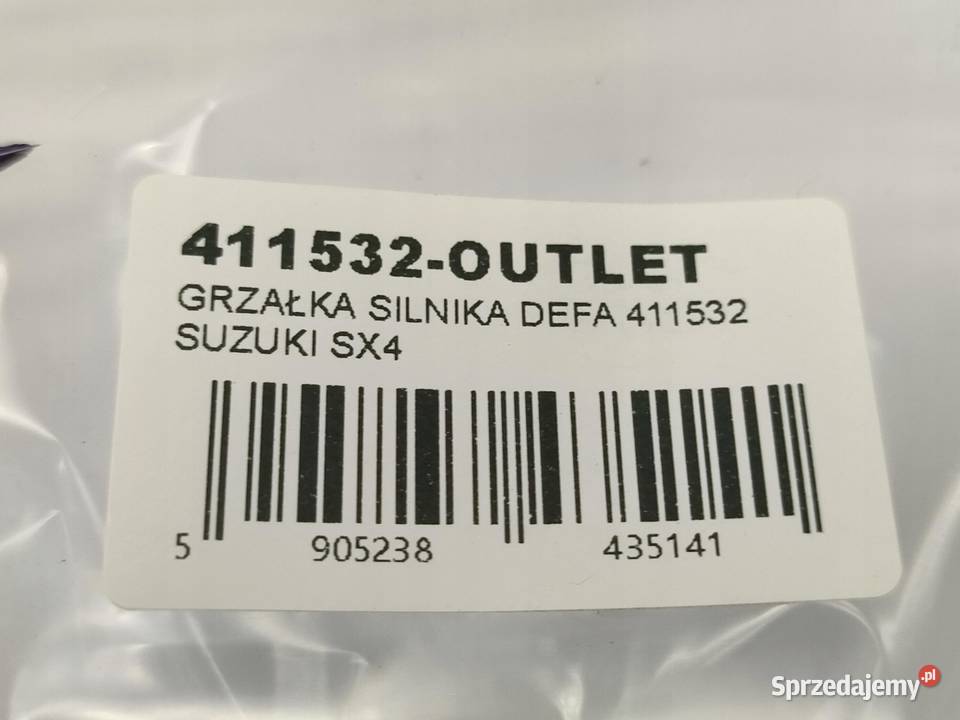 411532-OUTLET
GRZAŁKA SILNIKA DEFA 411532
SUZUKI SX4
5 905238 435141
Sprzedajemy.pl